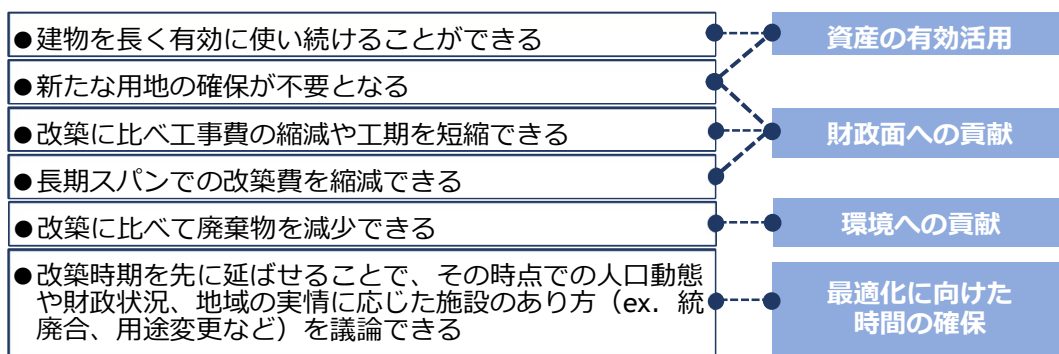 ●建物を長く有効に使い続けることができる
資産の有効活用
●新たな用地の確保が不要となる
●改築に比べ工事費の縮減や工期を短縮できる
財政面への貢献
●長期スパンでの改築費を縮減できる
●改築に比べて廃棄物を減少できる
環境への貢献
●改築時期を先に延ばせることで、その時点での人口動態
や財政状況、地域の実情に応じた施設のあり方（ex. 統
廃合、用途変更など）を議論できる
最適化に向けた
時間の確保